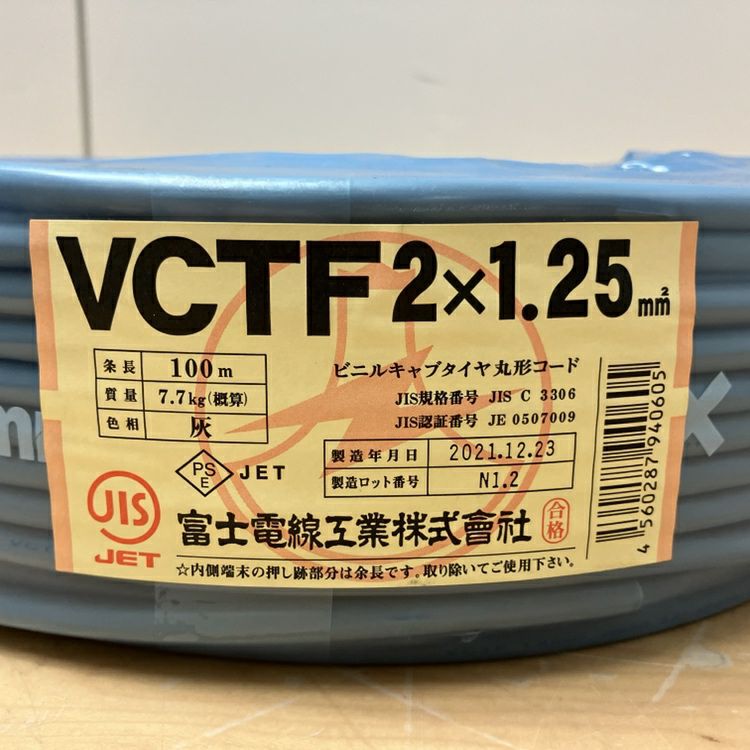 VCTF 2×1.25mm²
条長 100m
質量 7.7kg(概算)
色相 灰
ビニルキャブタイヤ丸形コード
JIS規格番号 JIS C 3306
JIS認証番号 JE 0507009
製造年月日 2021.12.23
製造ロット番号 N1.2
PS
E
JET
JIS
JET
富士電線工業株式會社
合格
☆内側端末の押し跡部分は余長です。取り除いてご使用下さい。
4 560287 940605